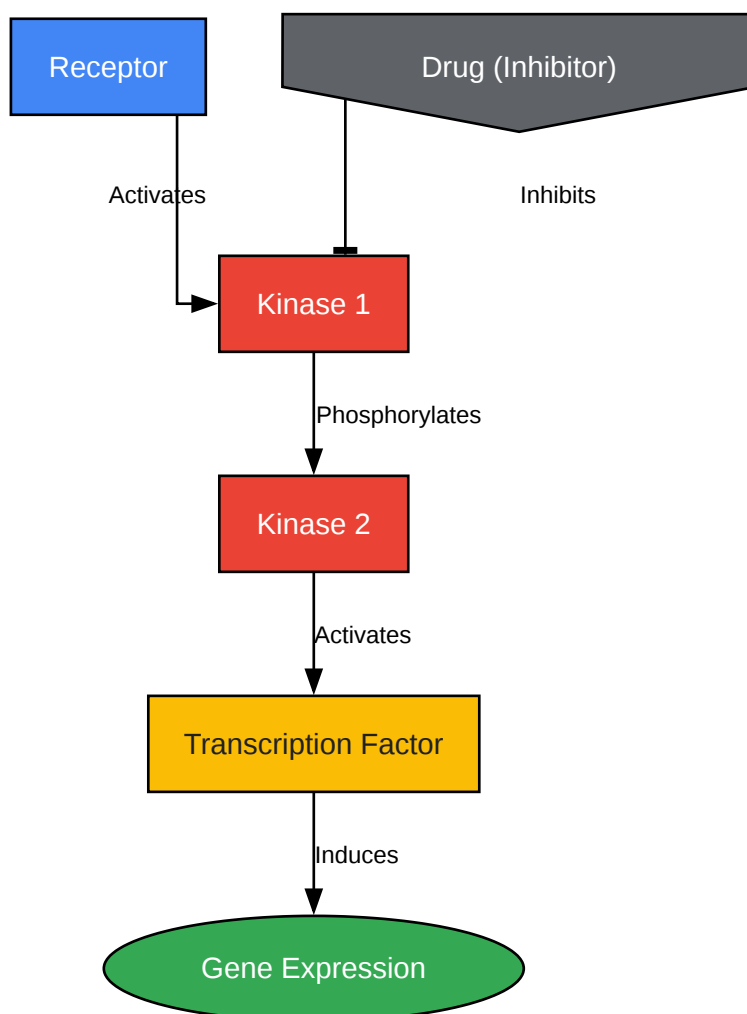 Receptor
Drug (Inhibitor)
Activates
Inhibits
Kinase 1
Phosphorylates
Kinase 2
Activates
Transcription Factor
Induces
Gene Expression